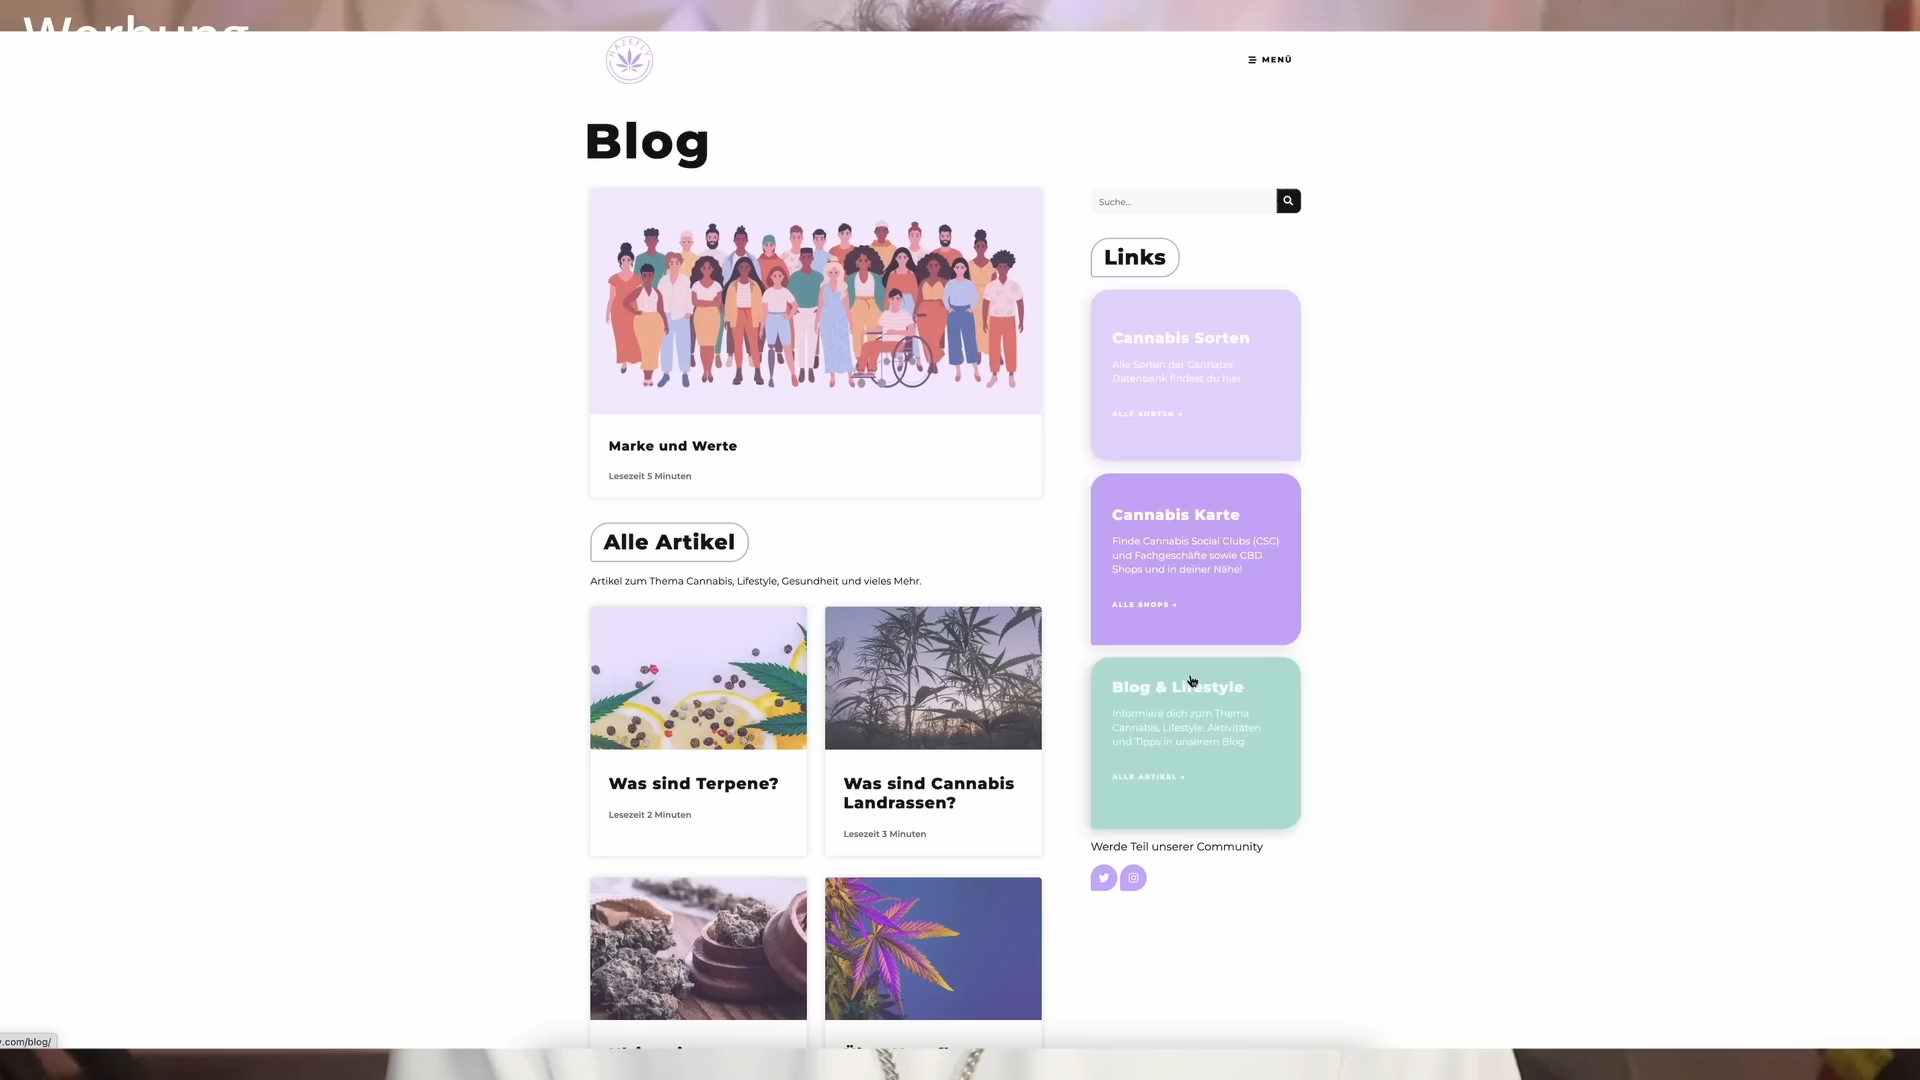 Werbung
HAZEFLY
MENÜ
Blog
Marke und Werte
Lesezeit 5 Minuten
Alle Artikel
Artikel zum Thema Cannabis, Lifestyle, Gesundheit und vieles Mehr.
Was sind Terpene?
Lesezeit 2 Minuten
Was sind Cannabis
Landrassen?
Lesezeit 3 Minuten
Suche...
Links
Cannabis Sorten
Alle Sorten der Cannabis
Datenbank findest du hier
ALLE SORTEN
Cannabis Karte
Finde Cannabis Social Clubs (CSC)
und Fachgeschäfte sowie CBD
Shops und in deiner Nähe!
ALLE SHOPS
Blog & Lifestyle
Informiere dich zum Thema
Cannabis, Lifestyle, Aktivitäten
und Tipps in unserem Blog
ALLE ARTIKEL
Werde Teil unserer Community
y.com/blog/